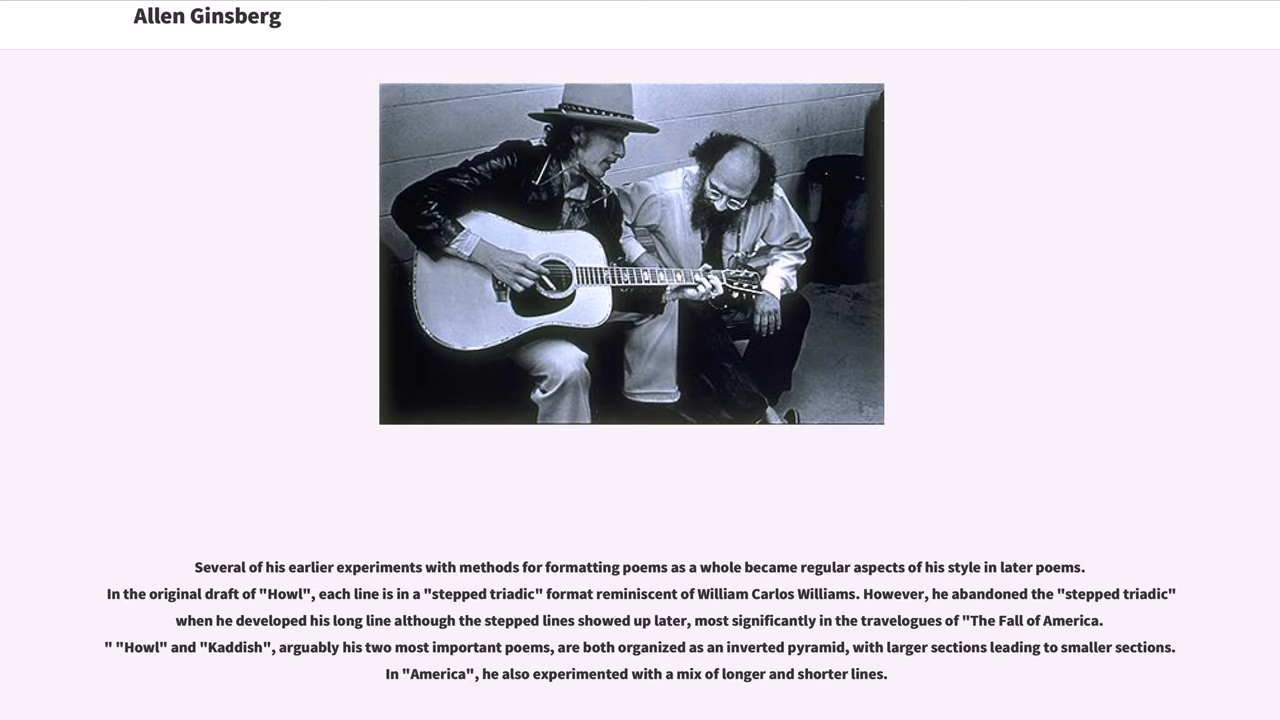 Allen Ginsberg
Several of his earlier experiments with methods for formatting poems as a whole became regular aspects of his style in later poems.
In the original draft of "Howl", each line is in a "stepped triadic" format reminiscent of William Carlos Williams. However, he abandoned the "stepped triadic"
when he developed his long line although the stepped lines showed up later, most significantly in the travelogues of "The Fall of America.
" "Howl" and "Kaddish", arguably his two most important poems, are both organized as an inverted pyramid, with larger sections leading to smaller sections.
In "America", he also experimented with a mix of longer and shorter lines.